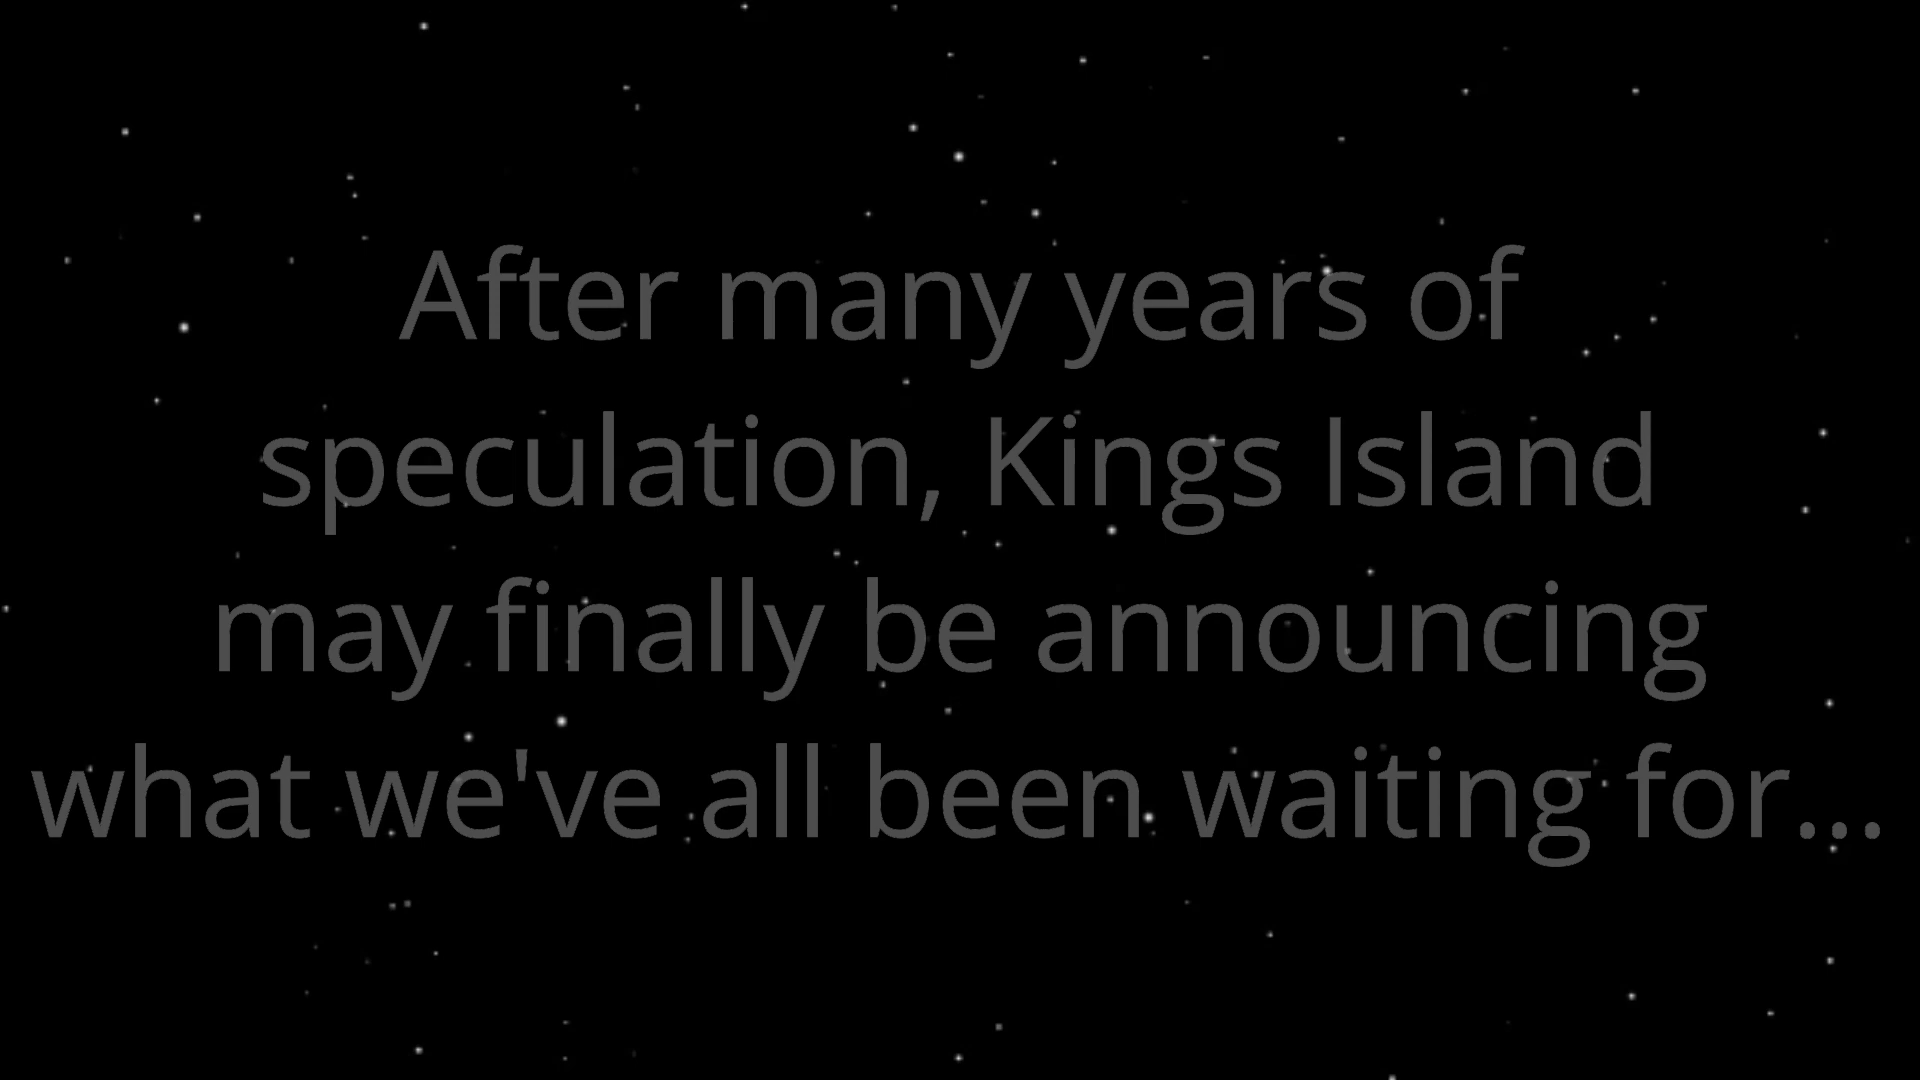 After many years of
speculation, Kings Island
may finally be announcing
what we've all been waiting for...